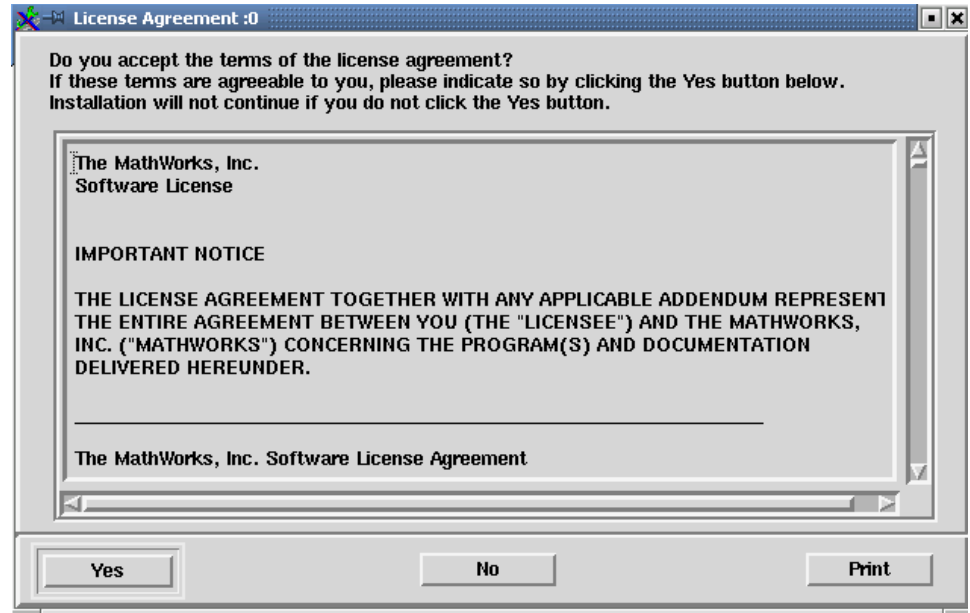 License Agreement :0
Do you accept the terms of the license agreement?
If these terms are agreeable to you, please indicate so by clicking the Yes button below.
Installation will not continue if you do not click the Yes button.
The MathWorks, Inc.
Software License
IMPORTANT NOTICE
THE LICENSE AGREEMENT TOGETHER WITH ANY APPLICABLE ADDENDUM REPRESENT
THE ENTIRE AGREEMENT BETWEEN YOU (THE "LICENSEE") AND THE MATHWORKS,
INC. ("MATHWORKS") CONCERNING THE PROGRAM(S) AND DOCUMENTATION
DELIVERED HEREUNDER.
The MathWorks, Inc. Software License Agreement
Yes
No
Print